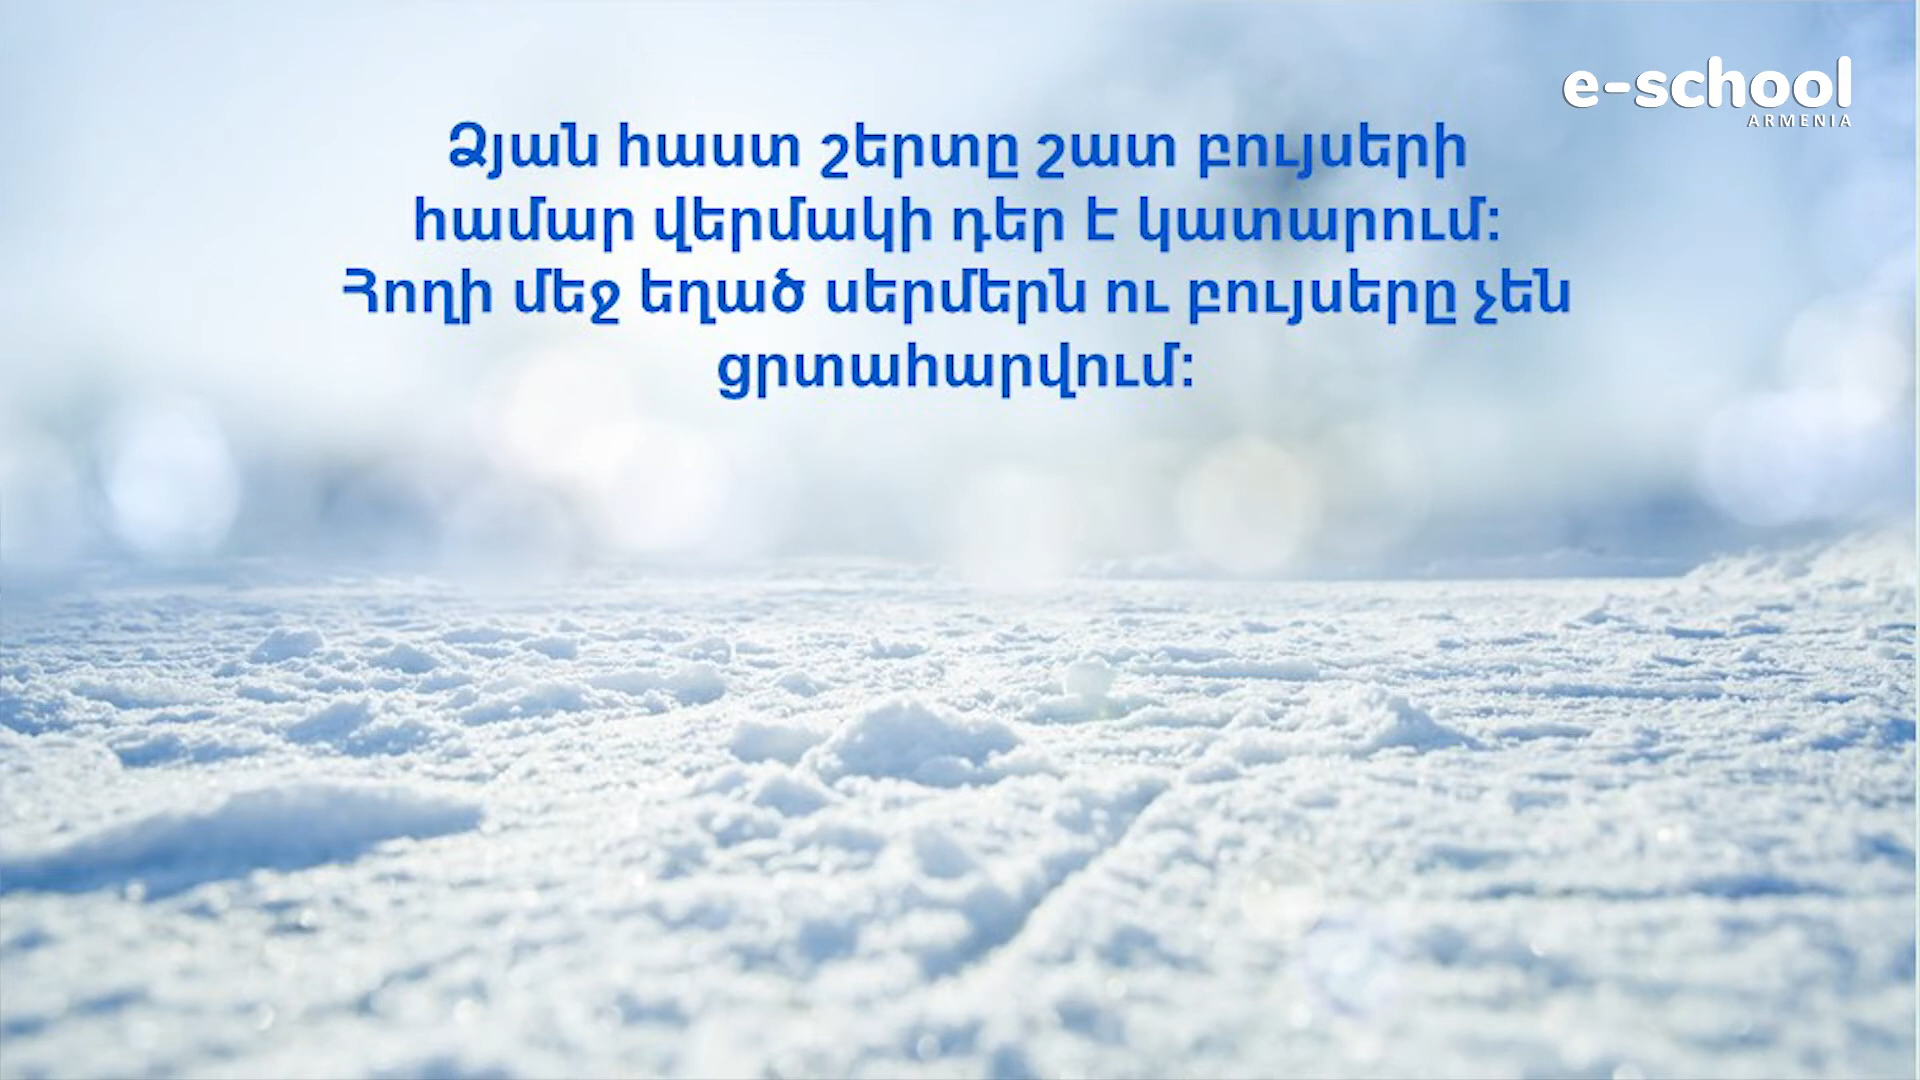 e-school
ARMENIA
Ձյան հաստ շերտը շատ բույսերի
համար վերմակի դեր է կատարում:
Հողի մեջ եղած սերմերն ու բույսերը չեն
ցրտահարվում: